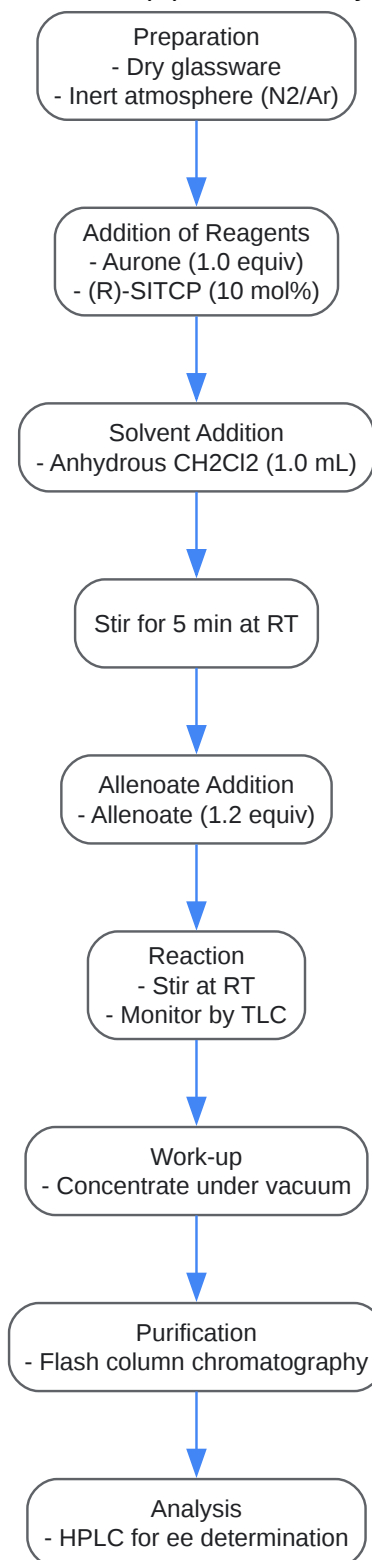 Preparation
- Dry glassware
- Inert atmosphere (N2/Ar)
Addition of Reagents
- Aurone (1.0 equiv)
- (R)-SITCP (10 mol%)
Solvent Addition
- Anhydrous CH2Cl2 (1.0 mL)
Stir for 5 min at RT
Allenoate Addition
- Allenoate (1.2 equiv)
Reaction
- Stir at RT
- Monitor by TLC
Work-up
- Concentrate under vacuum
Purification
- Flash column chromatography
Analysis
- HPLC for ee determination